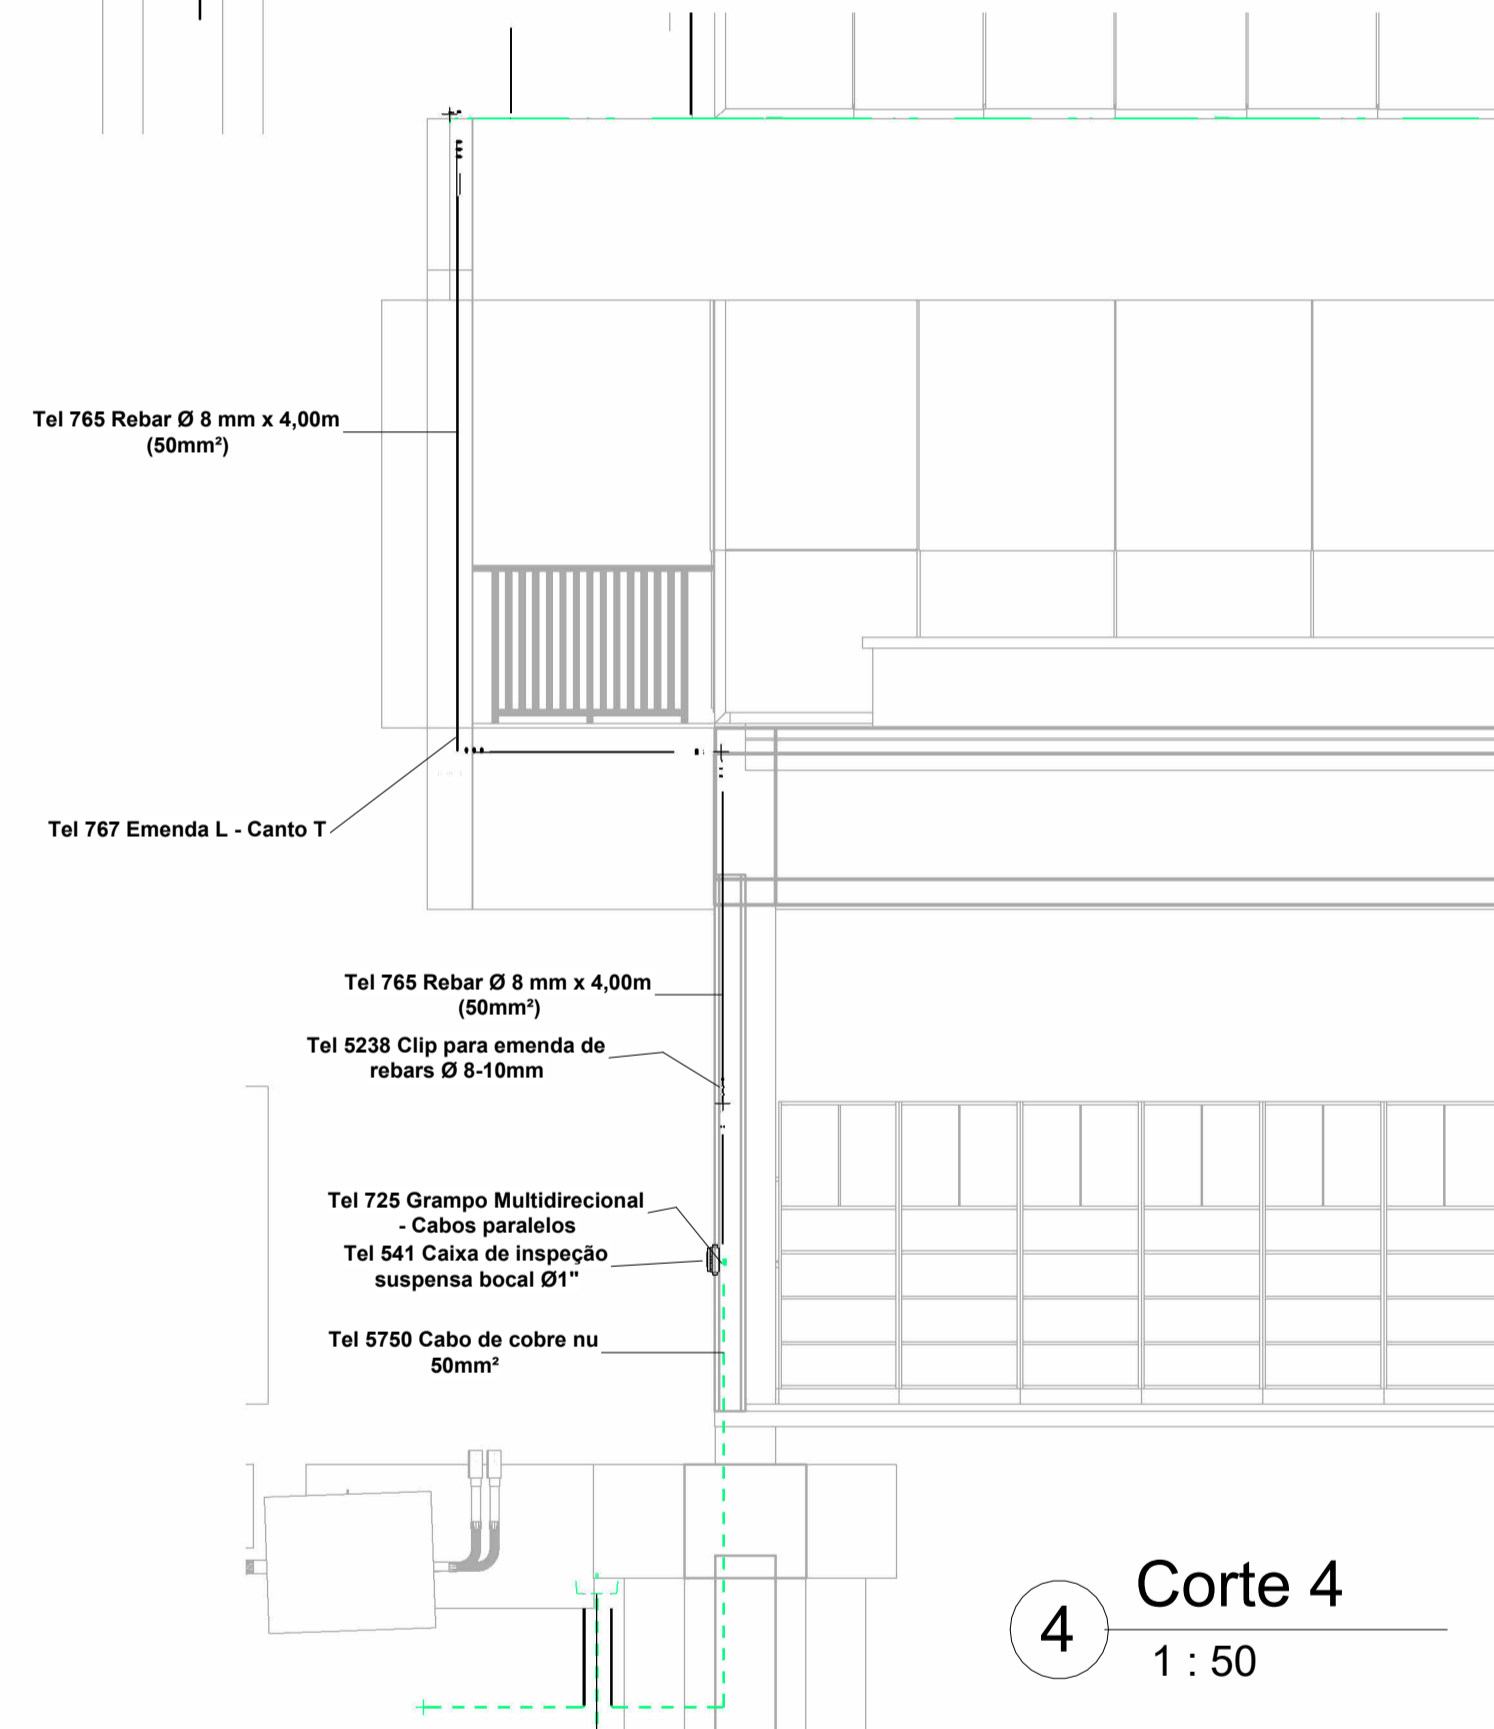 Tel 765 Rebar Ø 8 mm x 4,00m
(50mm²)
Tel 767 Emenda L - Canto T
Tel 765 Rebar Ø 8 mm x 4,00m
(50mm²)
Tel 5238 Clip para emenda de
rebars Ø 8-10mm
Tel 725 Grampo Multidirecional
- Cabos paralelos
Tel 541 Caixa de inspeção
suspensa bocal Ø1"
Tel 5750 Cabo de cobre nu
50mm²
4
Corte 4
1 : 50